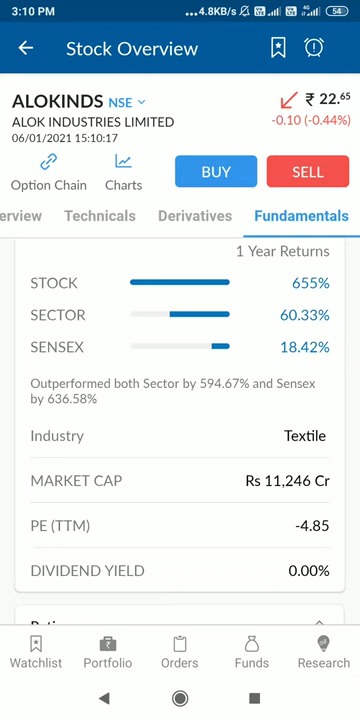 3:10 PM ...4.8KB/s 54
Stock Overview
ALOKINDS NSE ₹ 22.65
ALOK INDUSTRIES LIMITED -0.10 (-0.44%)
06/01/2021 15:10:17
Option Chain Charts BUY SELL
erview Technicals Derivatives Fundamentals
1 Year Returns
STOCK 655%
SECTOR 60.33%
SENSEX 18.42%
Outperformed both Sector by 594.67% and Sensex
by 636.58%
Industry Textile
MARKET CAP Rs 11,246 Cr
PE (TTM) -4.85
DIVIDEND YIELD 0.00%
Watchlist Portfolio Orders Funds Research